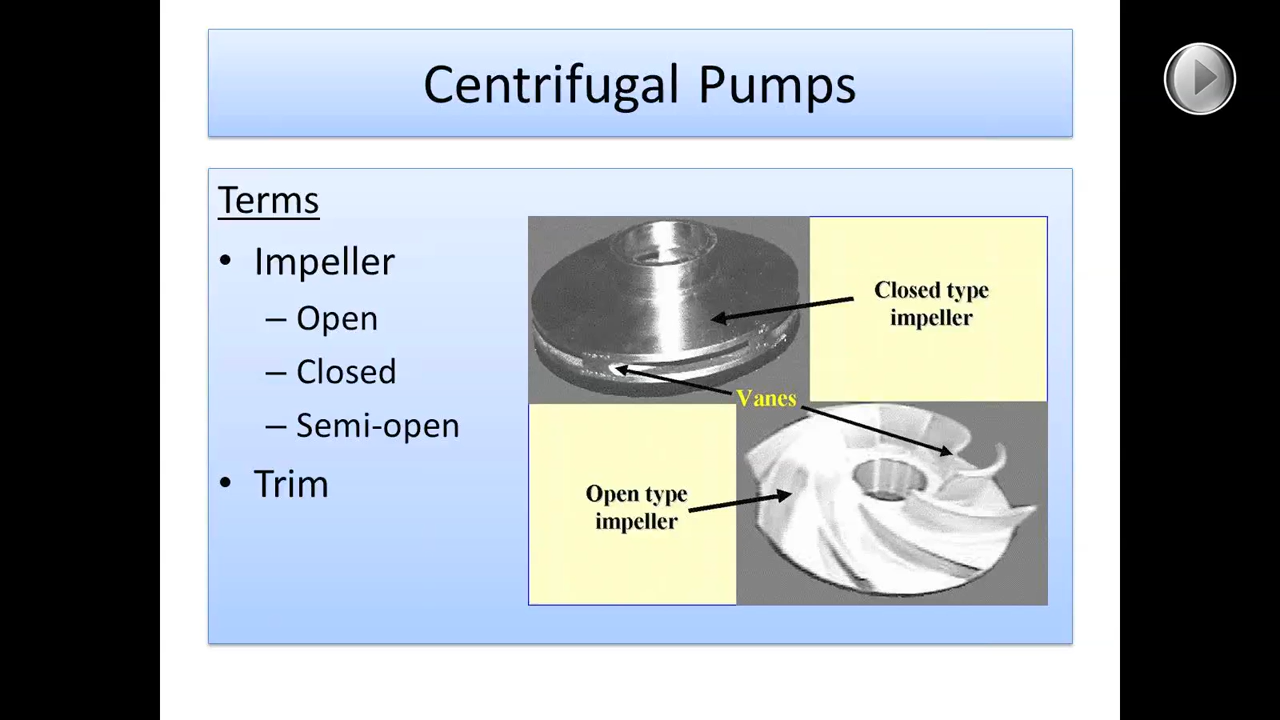 Centrifugal Pumps
Terms
• Impeller
– Open
– Closed
– Semi-open
• Trim
Closed type
impeller
Vanes
Open type
impeller